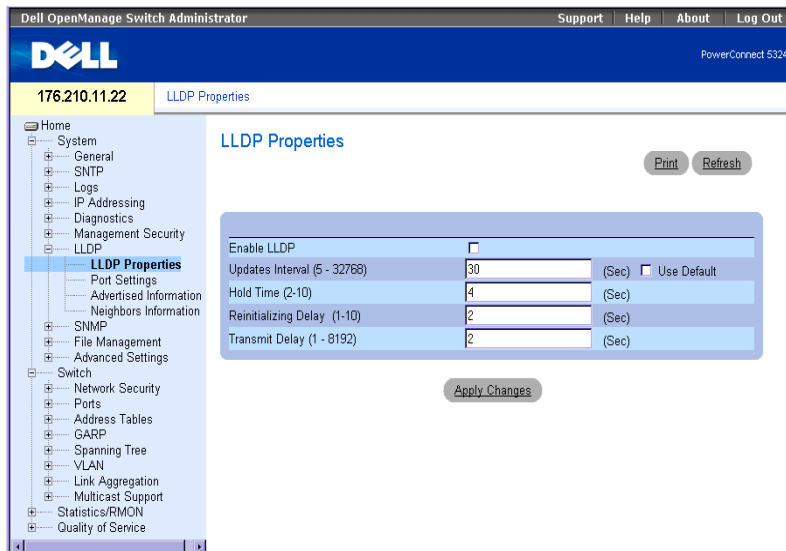 Dell OpenManage Switch Administrator
Support | Help | About | Log Out
DELL
PowerConnect 5324
176.210.11.22
LLDP Properties
Home
System
General
SNTP
Logs
IP Addressing
Diagnostics
Management Security
LLDP
LLDP Properties
Port Settings
Advertised Information
Neighbors Information
SNMP
File Management
Advanced Settings
Switch
Network Security
Ports
Address Tables
GARP
Spanning Tree
VLAN
Link Aggregation
Multicast Support
Statistics/RMON
Quality of Service
LLDP Properties
Print Refresh
Enable LLDP
Updates Interval (5 - 32768) 30 (Sec) Use Default
Hold Time (2-10) 4 (Sec)
Reinitializing Delay (1-10) 2 (Sec)
Transmit Delay (1 - 8192) 2 (Sec)
Apply Changes